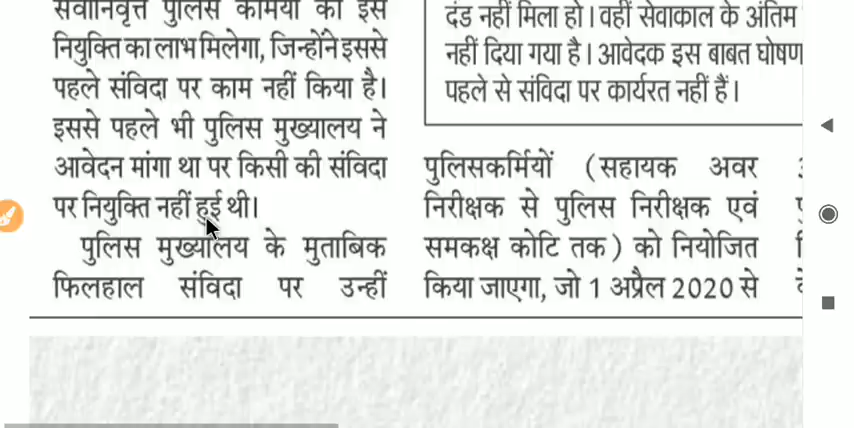 सेवानिवृत्त पुलिस कर्मियों को इस
नियुक्ति का लाभ मिलेगा, जिन्होंने इससे
पहले संविदा पर काम नहीं किया है।
इससे पहले भी पुलिस मुख्यालय ने
आवेदन मांगा था पर किसी की संविदा
पर नियुक्ति नहीं हुई थी।
पुलिस मुख्यालय के मुताबिक
फिलहाल संविदा पर उन्हीं
दंड नहीं मिला हो। वहीं सेवाकाल के अंतिम
नहीं दिया गया है। आवेदक इस बाबत घोषण
पहले से संविदा पर कार्यरत नहीं हैं।
पुलिसकर्मियों (सहायक अवर
निरीक्षक से पुलिस निरीक्षक एवं
समकक्ष कोटि तक) को नियोजित
किया जाएगा, जो 1 अप्रैल 2020 से